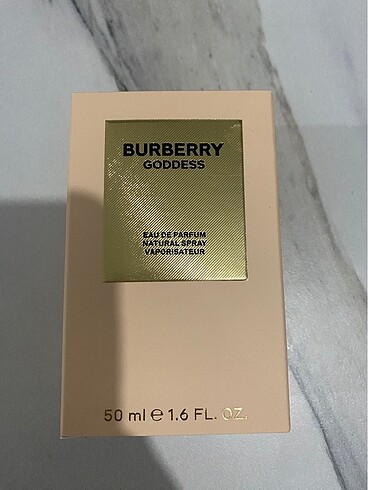 BURBERRY
GODDESS
EAU DE PARFUM
NATURAL SPRAY
VAPORISATEUR
50 ml e 1.6 FL. OZ.